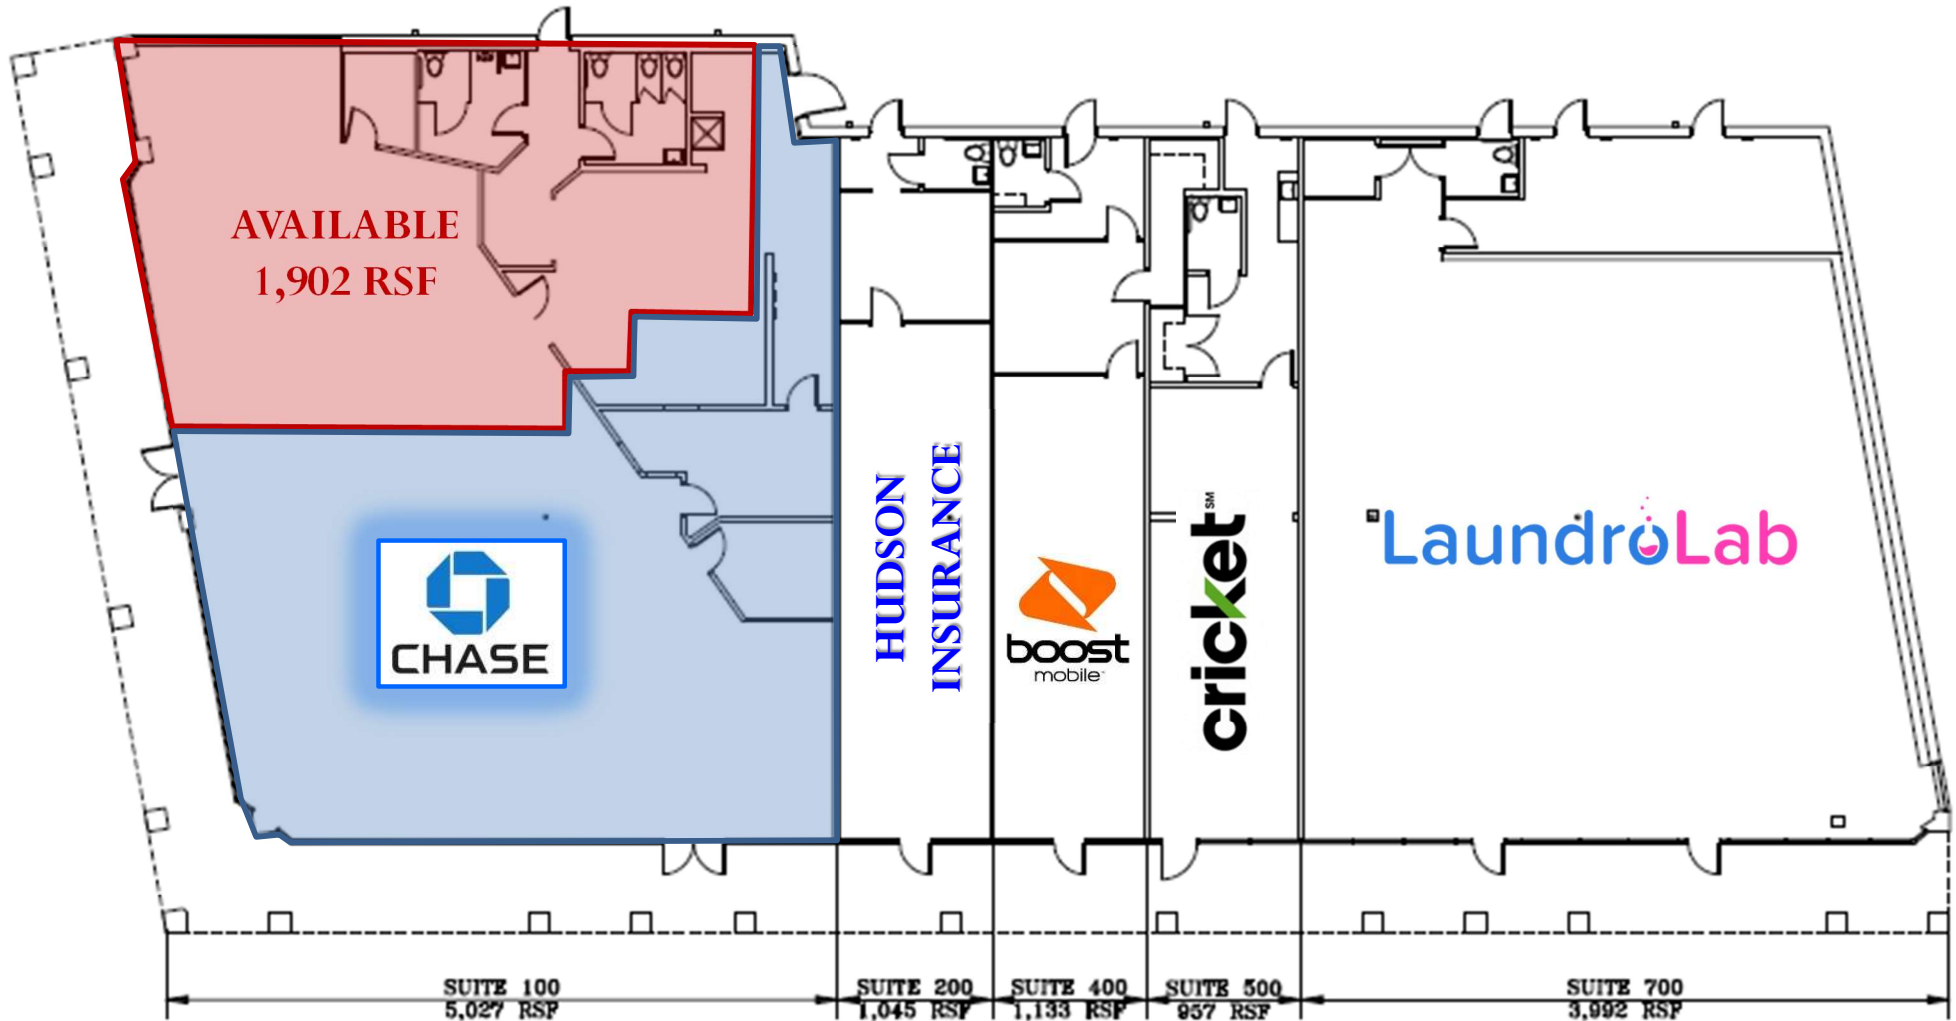 AVAILABLE
1,902 RSF
CHASE
HUDSON
INSURANCE
boost
mobile
cricket SM
LaundroLab
SUITE 100
5,027 RSF
SUITE 200
1,045 RSF
SUITE 400
1,133 RSF
SUITE 500
957 RSF
SUITE 700
3,992 RSF